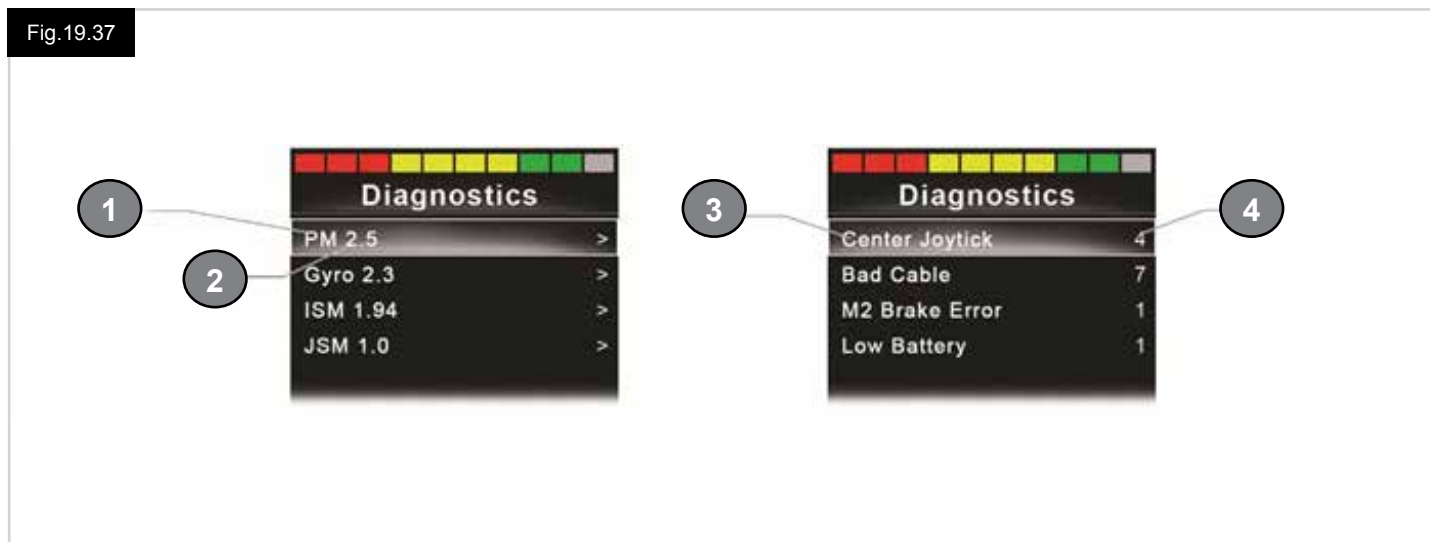 Fig.19.37
Diagnostics
PM 2.5 >
Gyro 2.3 >
ISM 1.94 >
JSM 1.0 >
1
2
Diagnostics
Center Joytick 4
Bad Cable 7
M2 Brake Error 1
Low Battery 1
3
4